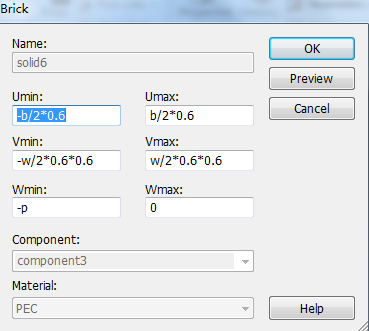 Brick
Name:
solid6
OK
Preview
Cancel
Umin:
Umax:
-b/2*0.6
b/2*0.6
Vmin:
Vmax:
-w/2*0.6*0.6
w/2*0.6*0.6
Wmin:
Wmax:
-p
0
Component:
component3
Material:
PEC
Help